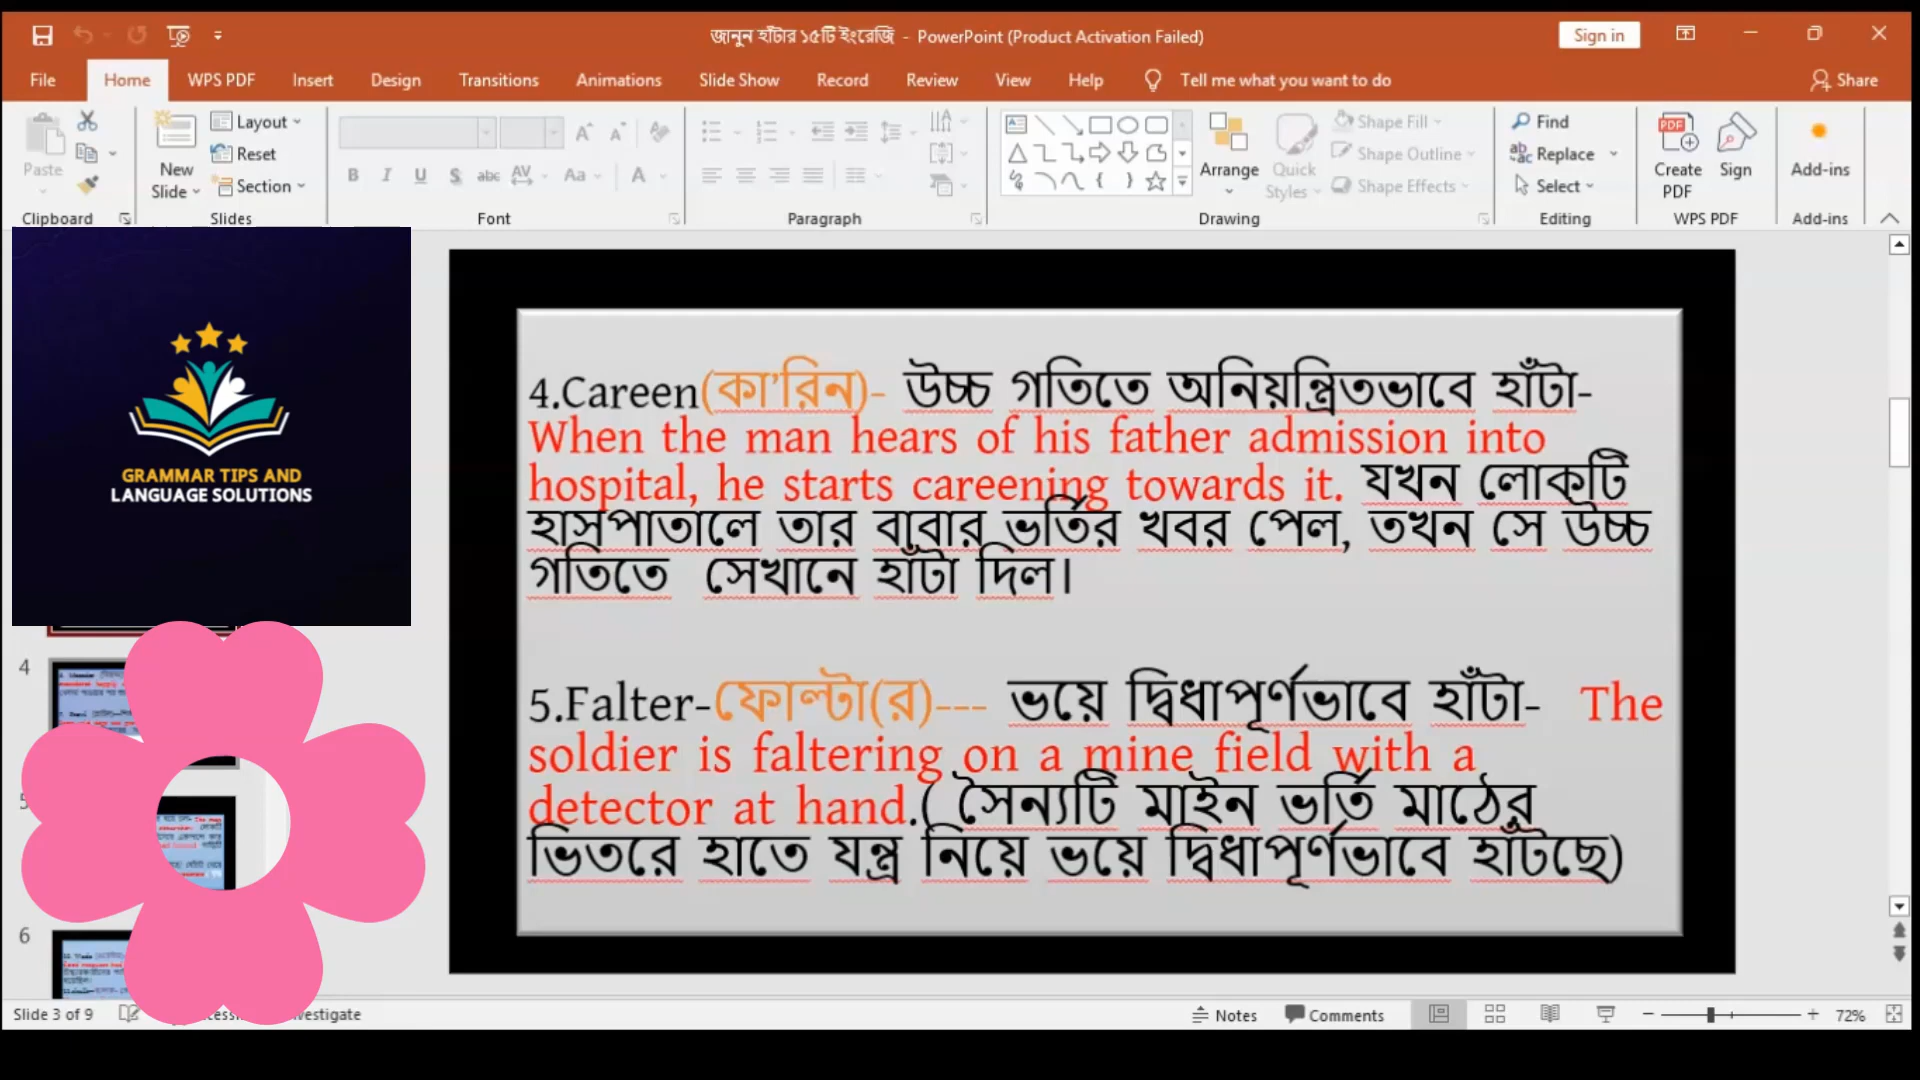 জানুন হাঁটার ১৫টি ইংরেজি - PowerPoint (Product Activation Failed)
Sign in
File Home WPS PDF Insert Design Transitions Animations Slide Show Record Review View Help Tell me what you want to do Share
Paste
Clipboard
New Slide
Layout
Reset
Section
Slides
Font
Paragraph
Arrange
Quick Styles
Shape Fill
Shape Outline
Shape Effects
Drawing
Find
Replace
Select
Editing
Create PDF
Sign
WPS PDF
Add-ins
Add-ins
GRAMMAR TIPS AND
LANGUAGE SOLUTIONS
4.Careen(কা'রিন)- উচ্চ গতিতে অনিয়ন্ত্রিতভাবে হাঁটা-
When the man hears of his father admission into
hospital, he starts careening towards it. যখন লোকটি
হাসপাতালে তার বাবার ভর্তির খবর পেল, তখন সে উচ্চ
গতিতে সেখানে হাঁটা দিল।
5.Falter-ফোল্টা(র)--- ভয়ে দ্বিধাপূর্ণভাবে হাঁটা- The
soldier is faltering on a mine field with a
detector at hand.( সৈন্যটি মাইন ভর্তি মাঠের
ভিতরে হাতে যন্ত্র নিয়ে ভয়ে দ্বিধাপূর্ণভাবে হাঁটছে)
4
5
6
Slide 3 of 9
Notes Comments 72%